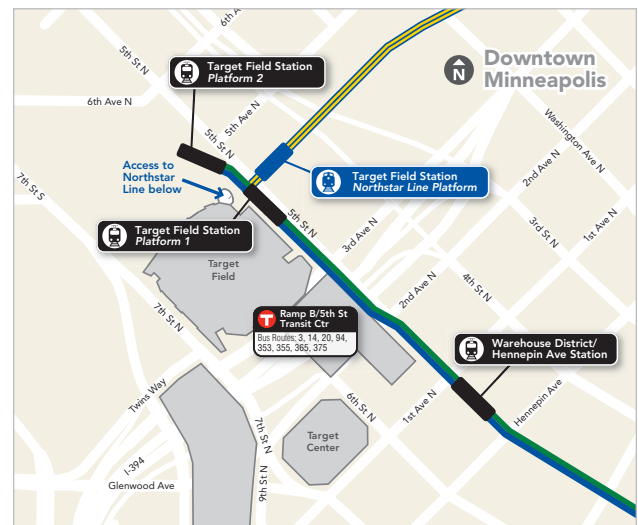 6th A
5th St N
Target Field Station
Platform 2
N
Downtown
Minneapolis
6th Ave N
5th Ave N
5th St N
Washington Ave N
Access to
Northstar
Line below
7th St S
Target Field Station
Northstar Line Platform
2nd Ave N
1st Ave N
3rd St N
Target Field Station
Platform 1
5th St N
3rd Ave N
Target
Field
4th St N
2nd Ave N
7th St N
T
Ramp B/5th St
Transit Ctr
Bus Routes: 3, 14, 20, 94,
353, 355, 365, 375
Warehouse District/
Hennepin Ave Station
Twins Way
6th St N
1st Ave N
Hennepin Ave
7th St N
Target
Center
I-394
Glenwood Ave
9th St N